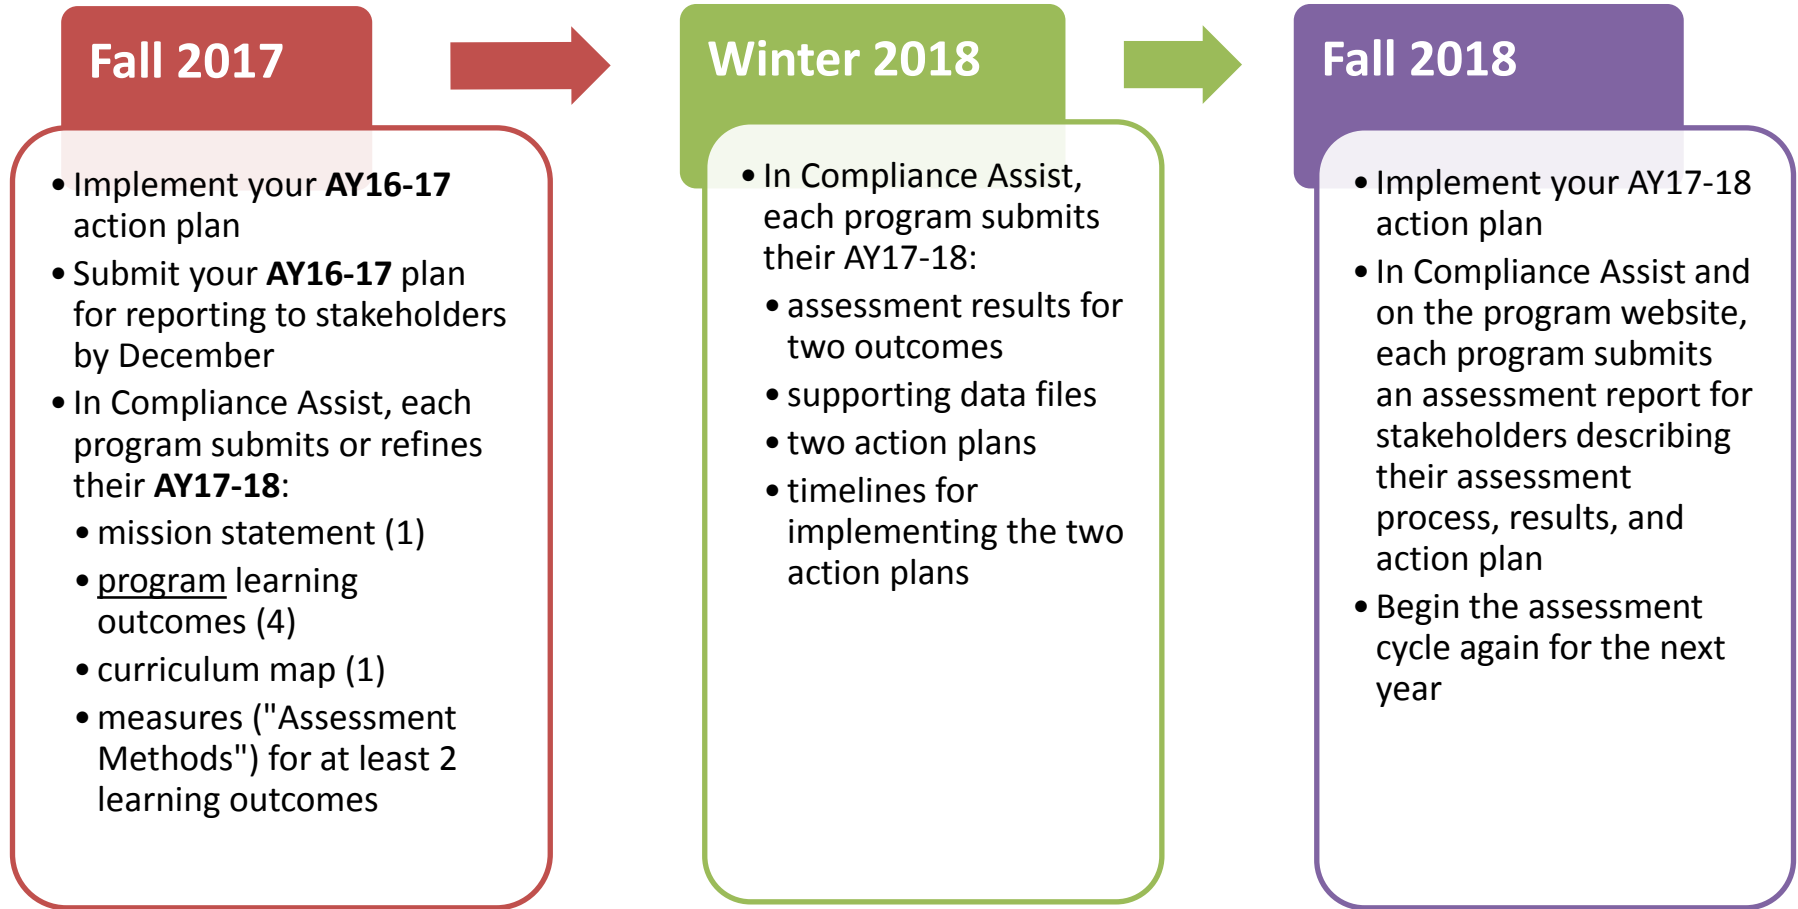 Fall 2017
• Implement your AY16-17
action plan
• Submit your AY16-17 plan
for reporting to stakeholders
by December
• In Compliance Assist, each
program submits or refines
their AY17-18:
• mission statement (1)
• program learning
outcomes (4)
• curriculum map (1)
• measures ("Assessment
Methods") for at least 2
learning outcomes
Winter 2018
• In Compliance Assist,
each program submits
their AY17-18:
• assessment results for
two outcomes
• supporting data files
• two action plans
• timelines for
implementing the two
action plans
Fall 2018
• Implement your AY17-18
action plan
• In Compliance Assist and
on the program website,
each program submits
an assessment report for
stakeholders describing
their assessment
process, results, and
action plan
• Begin the assessment
cycle again for the next
year